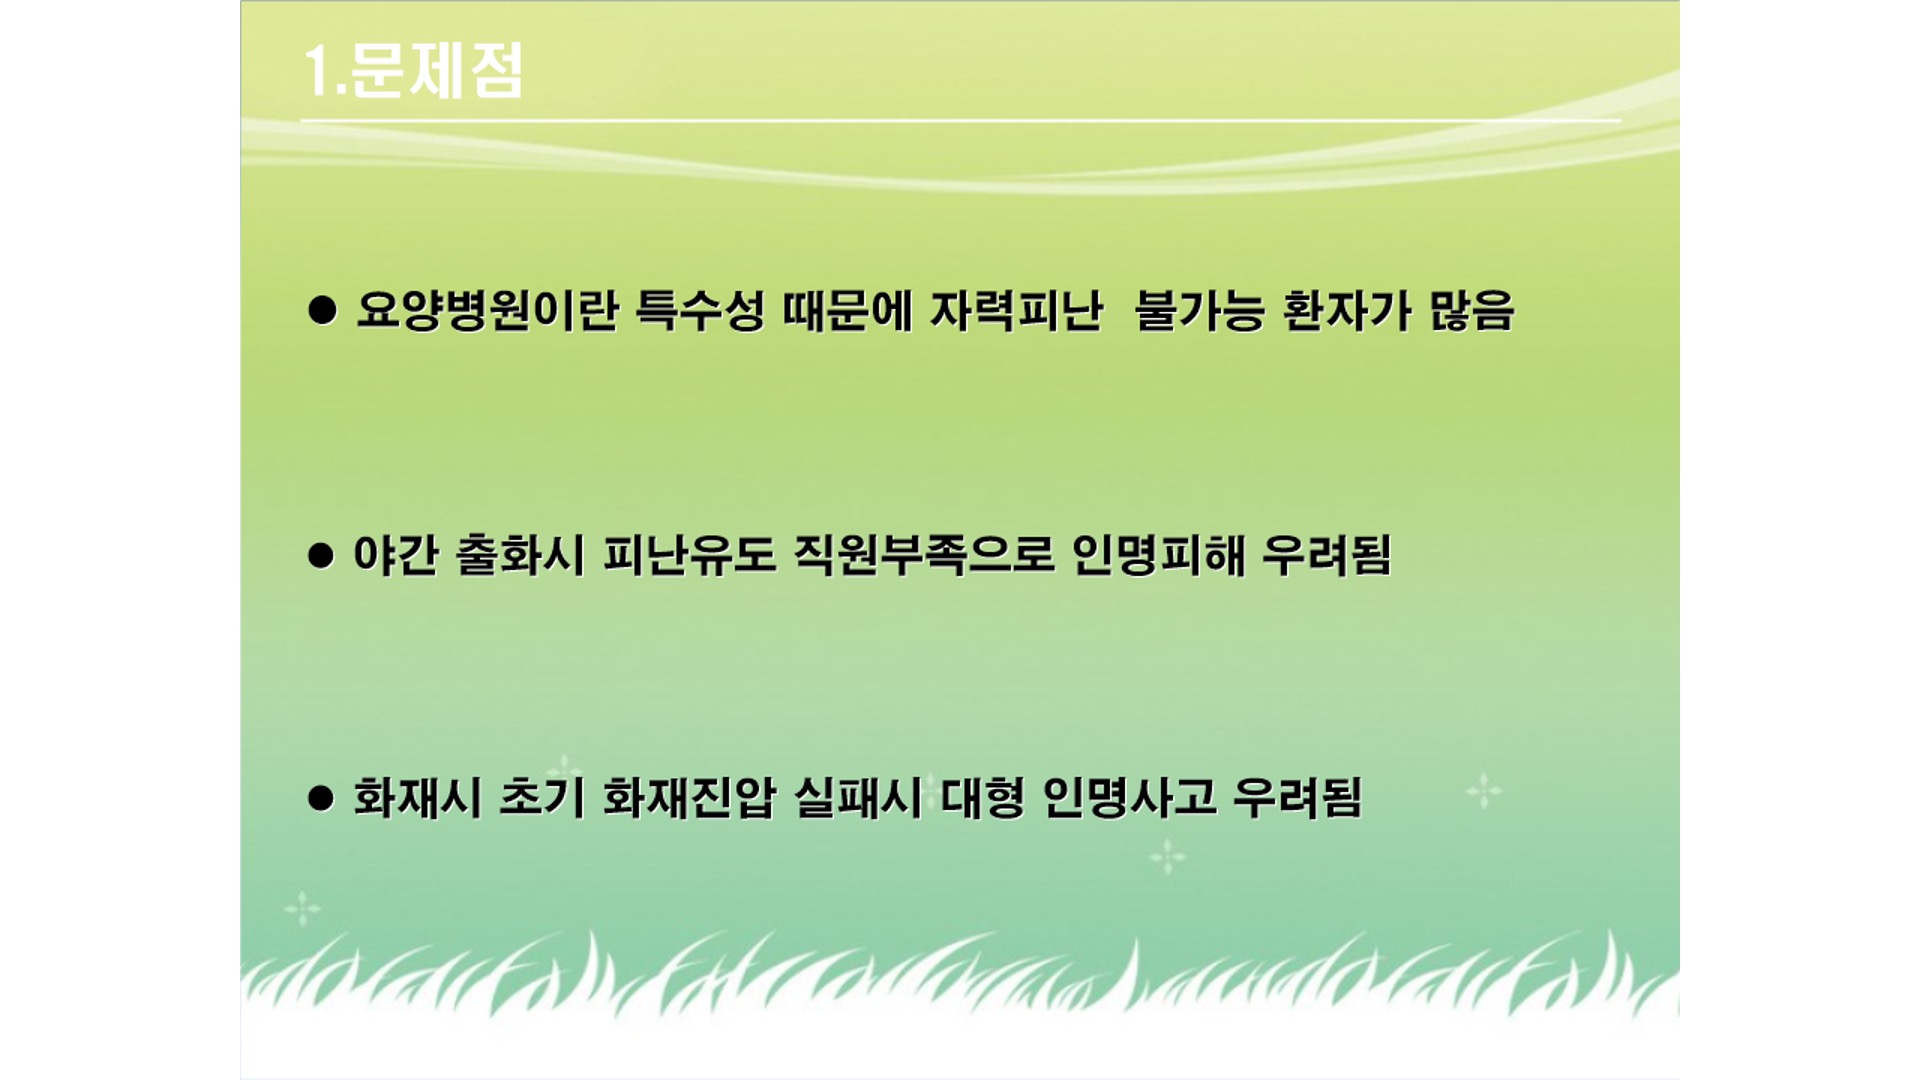 1.문제점
● 요양병원이란 특수성 때문에 자력피난  불가능 환자가 많음
● 야간 출화시 피난유도 직원부족으로 인명피해 우려됨
● 화재시 초기 화재진압 실패시 대형 인명사고 우려됨